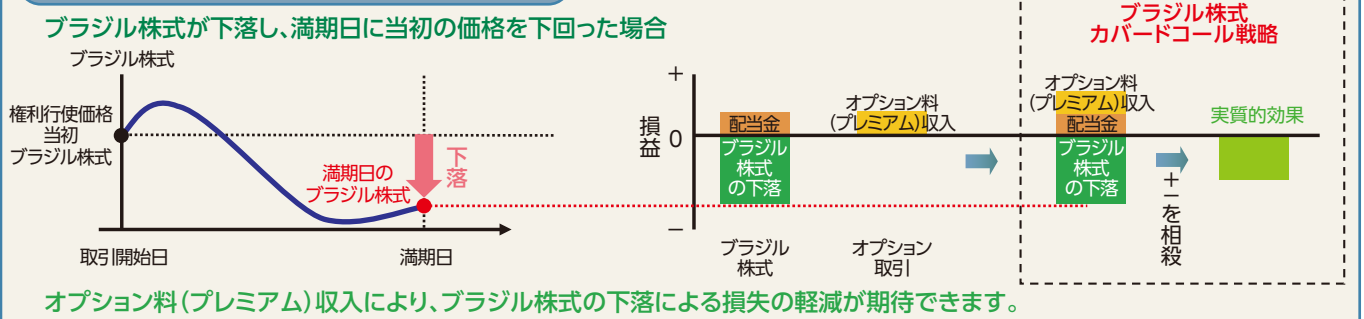 ブラジル株式が下落し、満期日に当初の価格を下回った場合
ブラジル株式
権利行使価格
当初
ブラジル株式
満期日の
ブラジル株式
下落
取引開始日
満期日
損益
＋
0
－
配当金
ブラジル
株式
の下落
オプション料
(プレミアム)収入
ブラジル
株式
オプション
取引
ブラジル株式
カバードコール戦略
オプション料
(プレミアム)収入
配当金
ブラジル
株式
の下落
＋－を相殺
実質的効果
オプション料(プレミアム)収入により、ブラジル株式の下落による損失の軽減が期待できます。